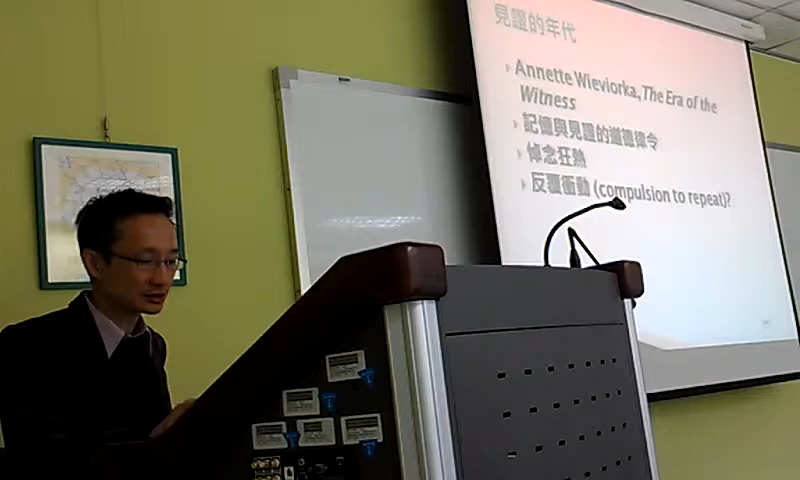 見證的年代
Annette Wieviorka, The Era of the
Witness
記憶與見證的道德律令
悼念狂熱
反覆衝動 (compulsion to repeat)?